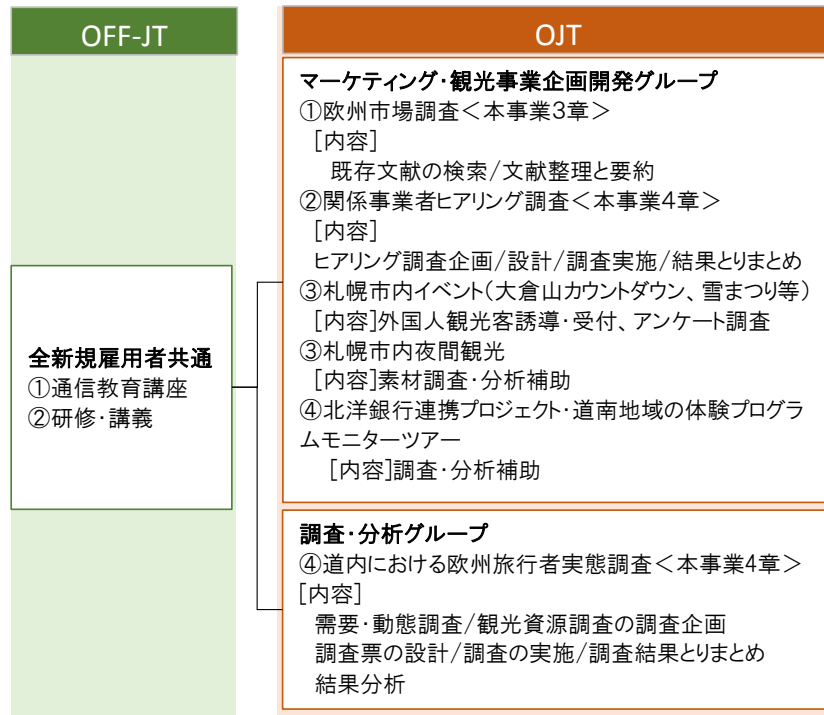 OFF-JT
全新規雇用者共通
①通信教育講座
②研修・講義
OJT
マーケティング・観光事業企画開発グループ
①欧州市場調査＜本事業3章＞
［内容］
既存文献の検索/文献整理と要約
②関係事業者ヒアリング調査＜本事業4章＞
［内容］
ヒアリング調査企画/設計/調査実施/結果とりまとめ
③札幌市内イベント（大倉山カウントダウン、雪まつり等）
［内容］外国人観光客誘導・受付、アンケート調査
③札幌市内夜間観光
［内容］素材調査・分析補助
④北洋銀行連携プロジェクト・道南地域の体験プログラ
ムモニターツアー
［内容］調査・分析補助
調査・分析グループ
④道内における欧州旅行者実態調査＜本事業4章＞
［内容］
需要・動態調査/観光資源調査の調査企画
調査票の設計/調査の実施/調査結果とりまとめ
結果分析